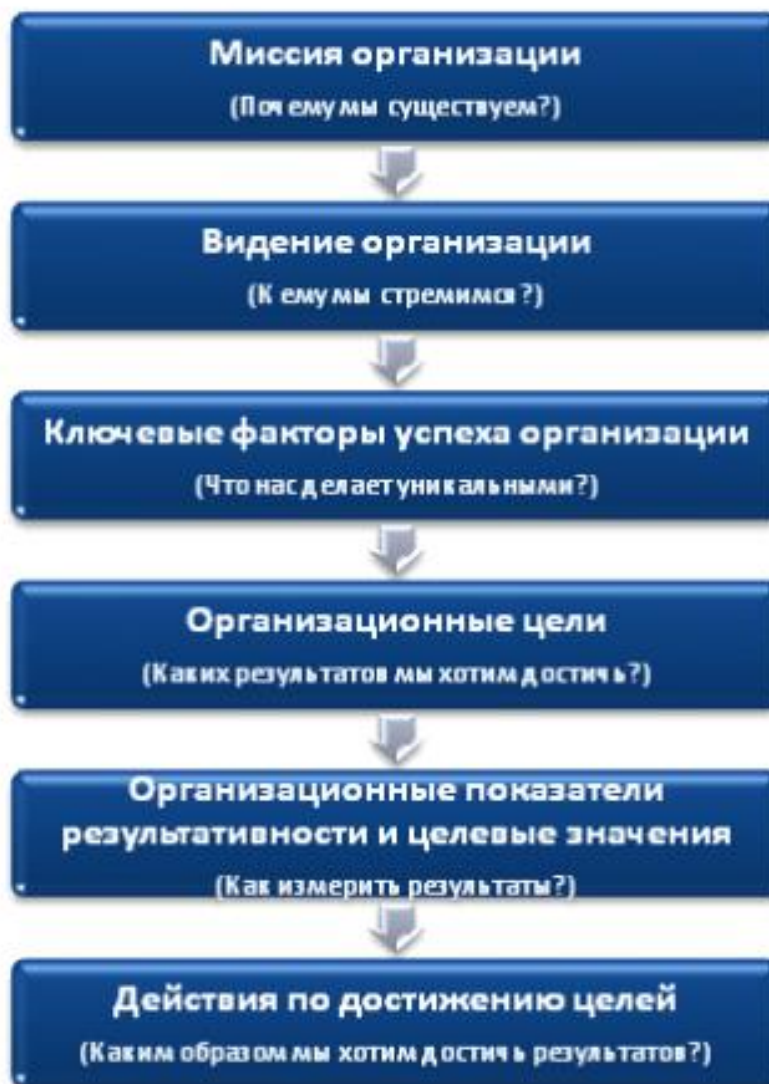 Миссия организации
(Почему мы существуем?)
Видение организации
(К ему мы стремимся?)
Ключевые факторы успеха организации
(Что нас делает уникальными?)
Организационные цели
(Каких результатов мы хотим достичь?)
Организационные показатели
результативности и целевые значения
(Как измерить результаты?)
Действия по достижению целей
(Каким образом мы хотим достичь результатов?)